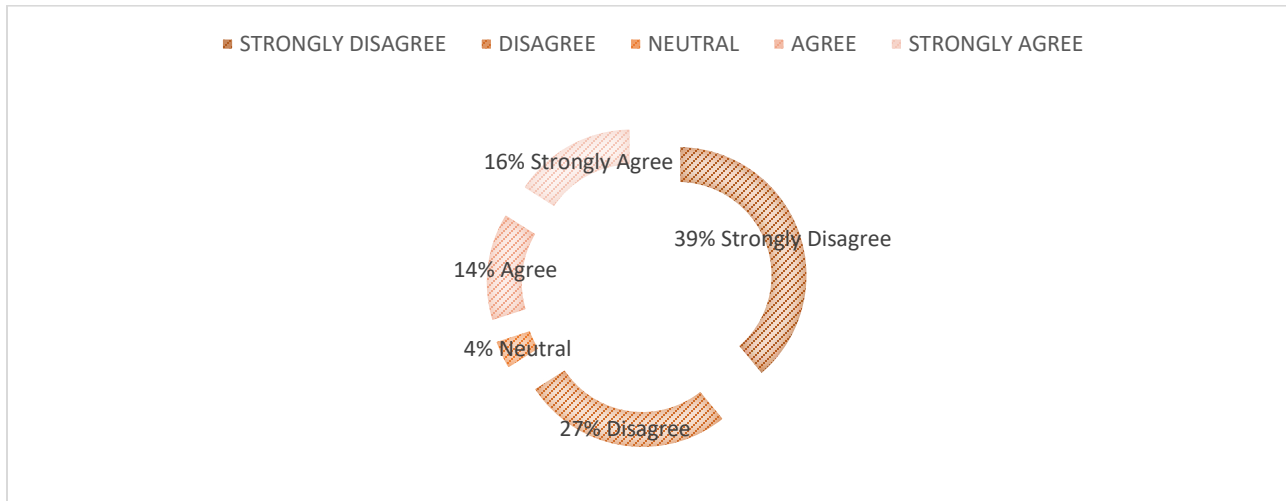 STRONGLY DISAGREE DISAGREE NEUTRAL AGREE STRONGLY AGREE
16% Strongly Agree
39% Strongly Disagree
14% Agree
4% Neutral
27% Disagree